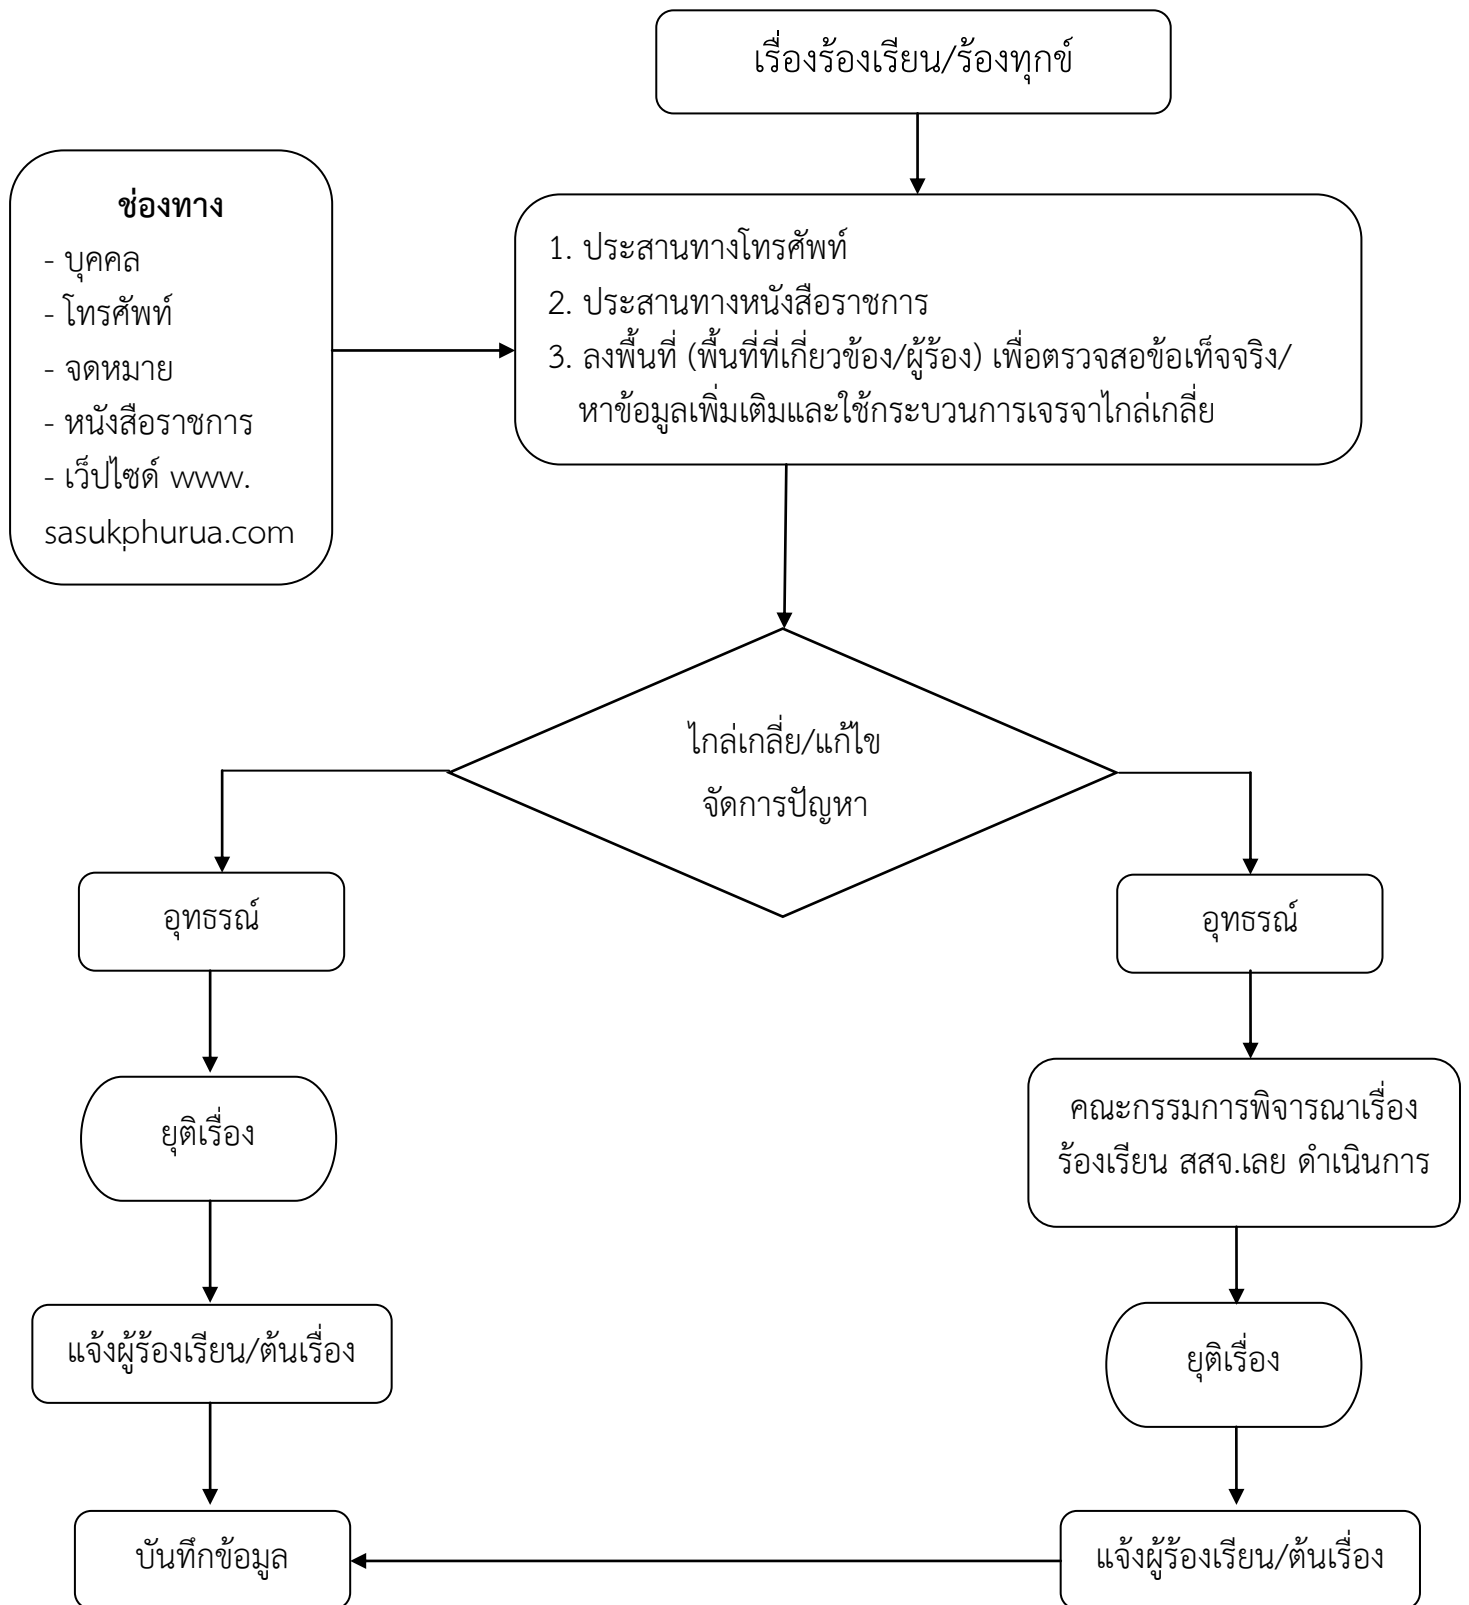 เรื่องร้องเรียน/ร้องทุกข์
ช่องทาง
- บุคคล
- โทรศัพท์
- จดหมาย
- หนังสือราชการ
- เว็ปไซด์ www.
sasukphurua.com
1. ประสานทางโทรศัพท์
2. ประสานทางหนังสือราชการ
3. ลงพื้นที่ (พื้นที่ที่เกี่ยวข้อง/ผู้ร้อง) เพื่อตรวจสอข้อเท็จจริง/
หาข้อมูลเพิ่มเติมและใช้กระบวนการเจรจาไกล่เกลี่ย
ไกล่เกลี่ย/แก้ไข
จัดการปัญหา
อุทธรณ์
อุทธรณ์
ยุติเรื่อง
คณะกรรมการพิจารณาเรื่อง
ร้องเรียน สสจ.เลย ดำเนินการ
แจ้งผู้ร้องเรียน/ต้นเรื่อง
ยุติเรื่อง
บันทึกข้อมูล
แจ้งผู้ร้องเรียน/ต้นเรื่อง